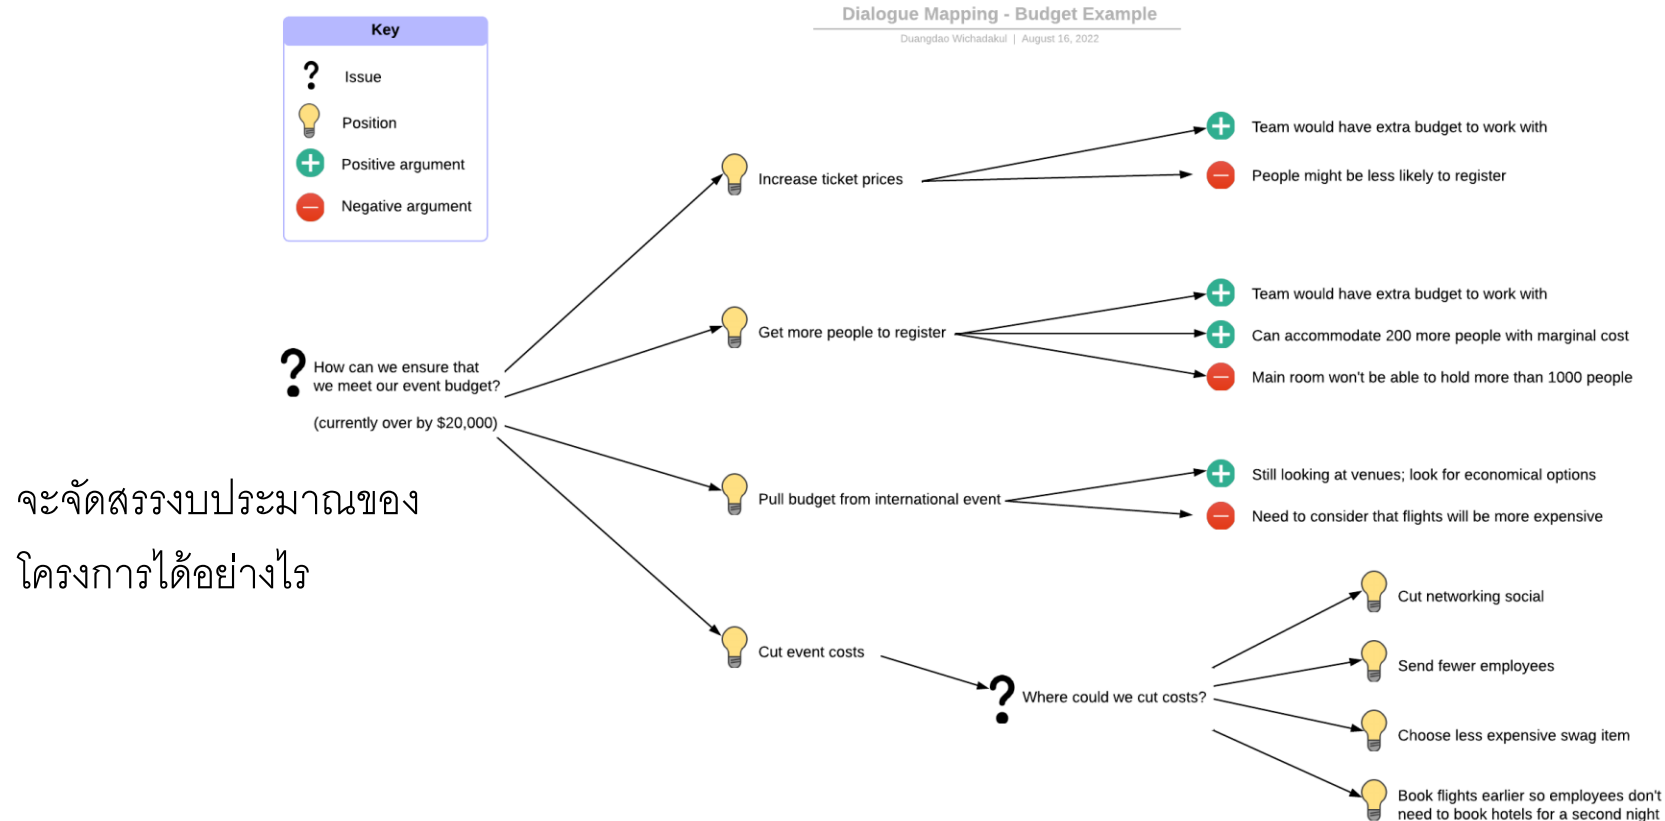 Dialogue Mapping - Budget Example
Duangdao Wichadakul | August 16, 2022
Key
Issue
Position
Positive argument
Negative argument
How can we ensure that
we meet our event budget?
(currently over by $20,000)
จะจัดสรรงบประมาณของ
โครงการได้อย่างไร
Increase ticket prices
Team would have extra budget to work with
People might be less likely to register
Get more people to register
Team would have extra budget to work with
Can accommodate 200 more people with marginal cost
Main room won't be able to hold more than 1000 people
Pull budget from international event
Still looking at venues; look for economical options
Need to consider that flights will be more expensive
Cut event costs
Where could we cut costs?
Cut networking social
Send fewer employees
Choose less expensive swag item
Book flights earlier so employees don't
need to book hotels for a second night